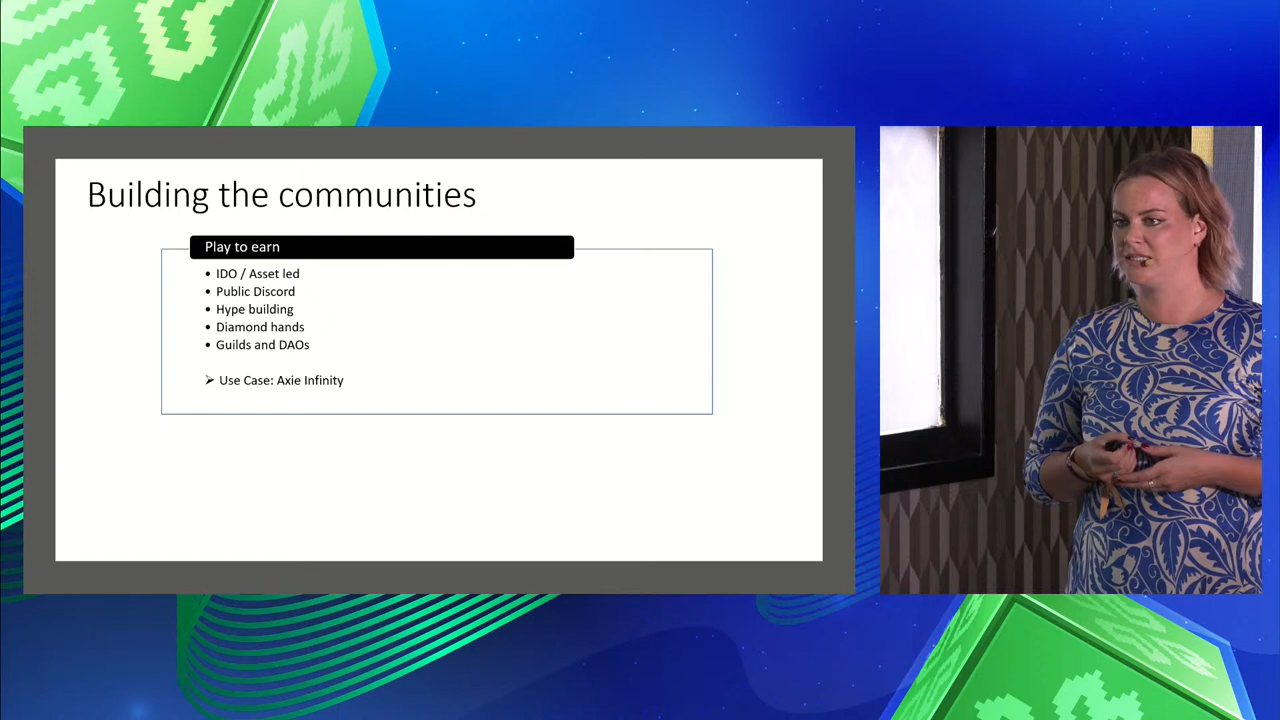 Building the communities
Play to earn
• IDO / Asset led
• Public Discord
• Hype building
• Diamond hands
• Guilds and DAOs
➢ Use Case: Axie Infinity